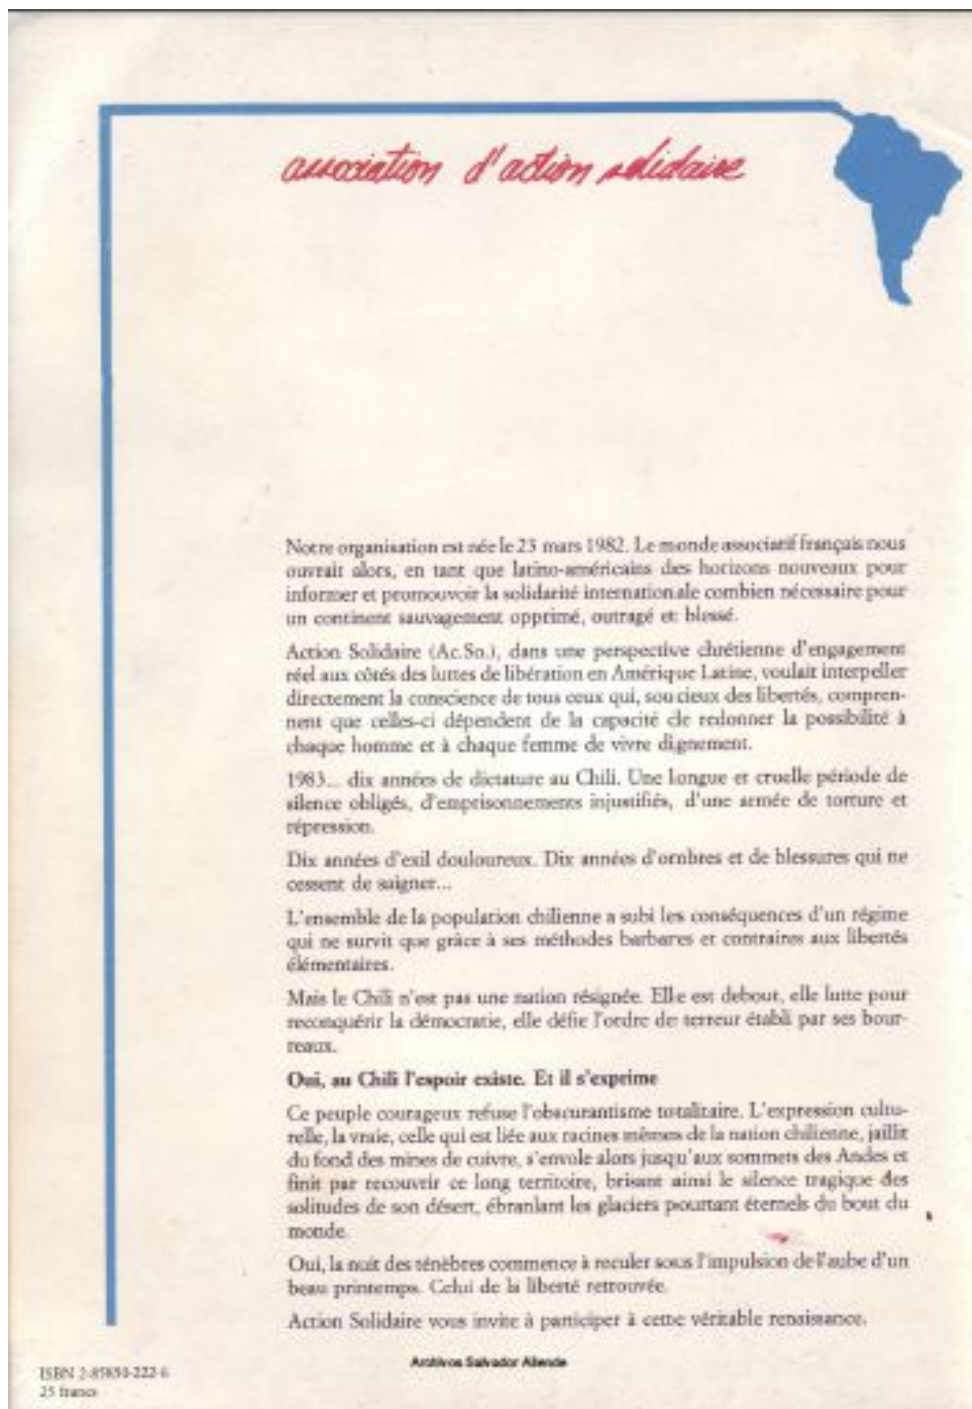 association d'action solidaire
Notre organisation est née le 23 mars 1982. Le monde associatif français nous
ouvrait alors, en tant que latino-américains des horizons nouveaux pour
informer et promouvoir la solidarité internationale combien nécessaire pour
un continent sauvagement opprimé, outragé et blessé.
Action Solidaire (Ac.So.), dans une perspective chrétienne d'engagement
réel aux côtés des luttes de libération en Amérique Latine, voulait interpeller
directement la conscience de tous ceux qui, soucieux des libertés, compren-
nent que celles-ci dépendent de la capacité de redonner la possibilité à
chaque homme et à chaque femme de vivre dignement.
1983... dix années de dictature au Chili. Une longue et cruelle période de
silence obligés, d'emprisonnements injustifiés, d'une armée de torture et
répression.
Dix années d'exil douloureux. Dix années d'ombres et de blessures qui ne
cessent de saigner...
L'ensemble de la population chilienne a subi les conséquences d'un régime
qui ne survit que grâce à ses méthodes barbares et contraires aux libertés
élémentaires.
Mais le Chili n'est pas une nation résignée. Elle est debout, elle lutte pour
reconquérir la démocratie, elle défie l'ordre de terreur établi par ses bour-
reaux.
Oui, au Chili l'espoir existe. Et il s'exprime
Ce peuple courageux refuse l'obscurantisme totalitaire. L'expression cultu-
relle, la vraie, celle qui est liée aux racines mêmes de la nation chilienne, jaillit
du fond des mines de cuivre, s'envole alors jusqu'aux sommets des Andes et
finit par recouvrir ce long territoire, brisant ainsi le silence tragique des
solitudes de son désert, ébranlant les glaciers pourtant éternels du bout du
monde.
Oui, la nuit des ténèbres commence à reculer sous l'impulsion de l'aube d'un
beau printemps. Celui de la liberté retrouvée.
Action Solidaire vous invite à participer à cette véritable renaissance.
Archivos Salvador Allende
ISBN 2-85850-222-6
25 francs